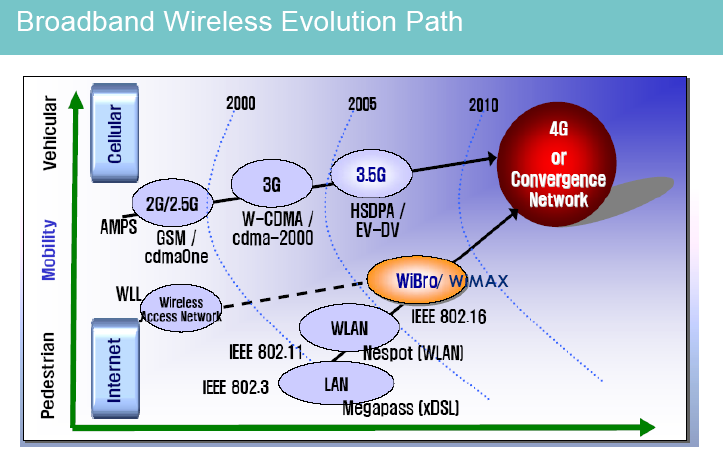 Broadband Wireless Evolution Path
Vehicular
Mobility
Pedestrian
Cellular
Internet
2000
2005
2010
AMPS
2G/2.5G
GSM /
cdmaOne
3G
W-CDMA /
cdma-2000
3.5G
HSDPA /
EV-DV
4G
or
Convergence
Network
WLL
Wireless
Access Network
WiBro/ WiMAX
IEEE 802.16
WLAN
IEEE 802.11
Nespot (WLAN)
IEEE 802.3
LAN
Megapass (xDSL)